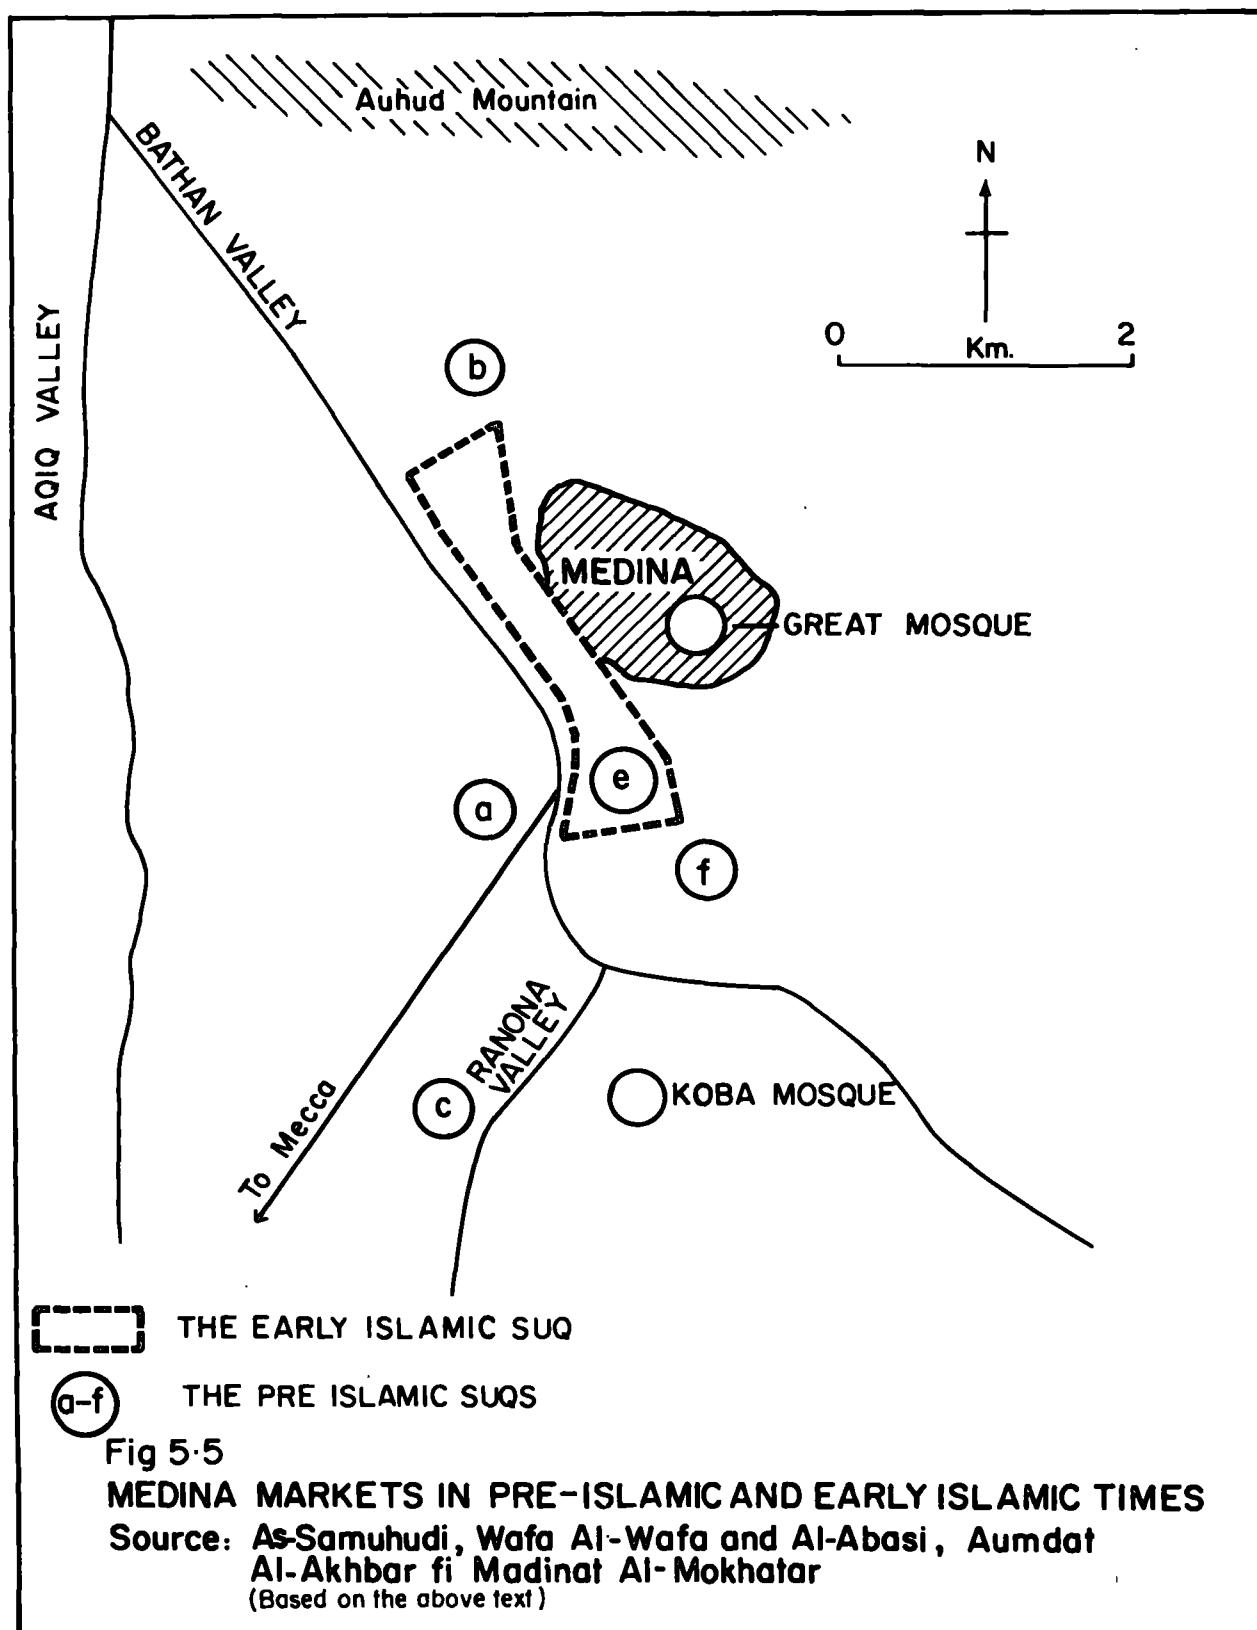 Auhud Mountain
BATHAN VALLEY
N
AQIQ VALLEY
0 2
Km.
b
MEDINA
GREAT MOSQUE
e
a
f
RANONA
VALLEY
KOBA MOSQUE
c
To Mecca
THE EARLY ISLAMIC SUQ
a-f THE PRE ISLAMIC SUQS
Fig 5.5
MEDINA MARKETS IN PRE-ISLAMIC AND EARLY ISLAMIC TIMES
Source: As-Samuhudi, Wafa Al-Wafa and Al-Abasi, Aumdat
Al-Akhbar fi Madinat Al-Mokhatar
(Based on the above text)